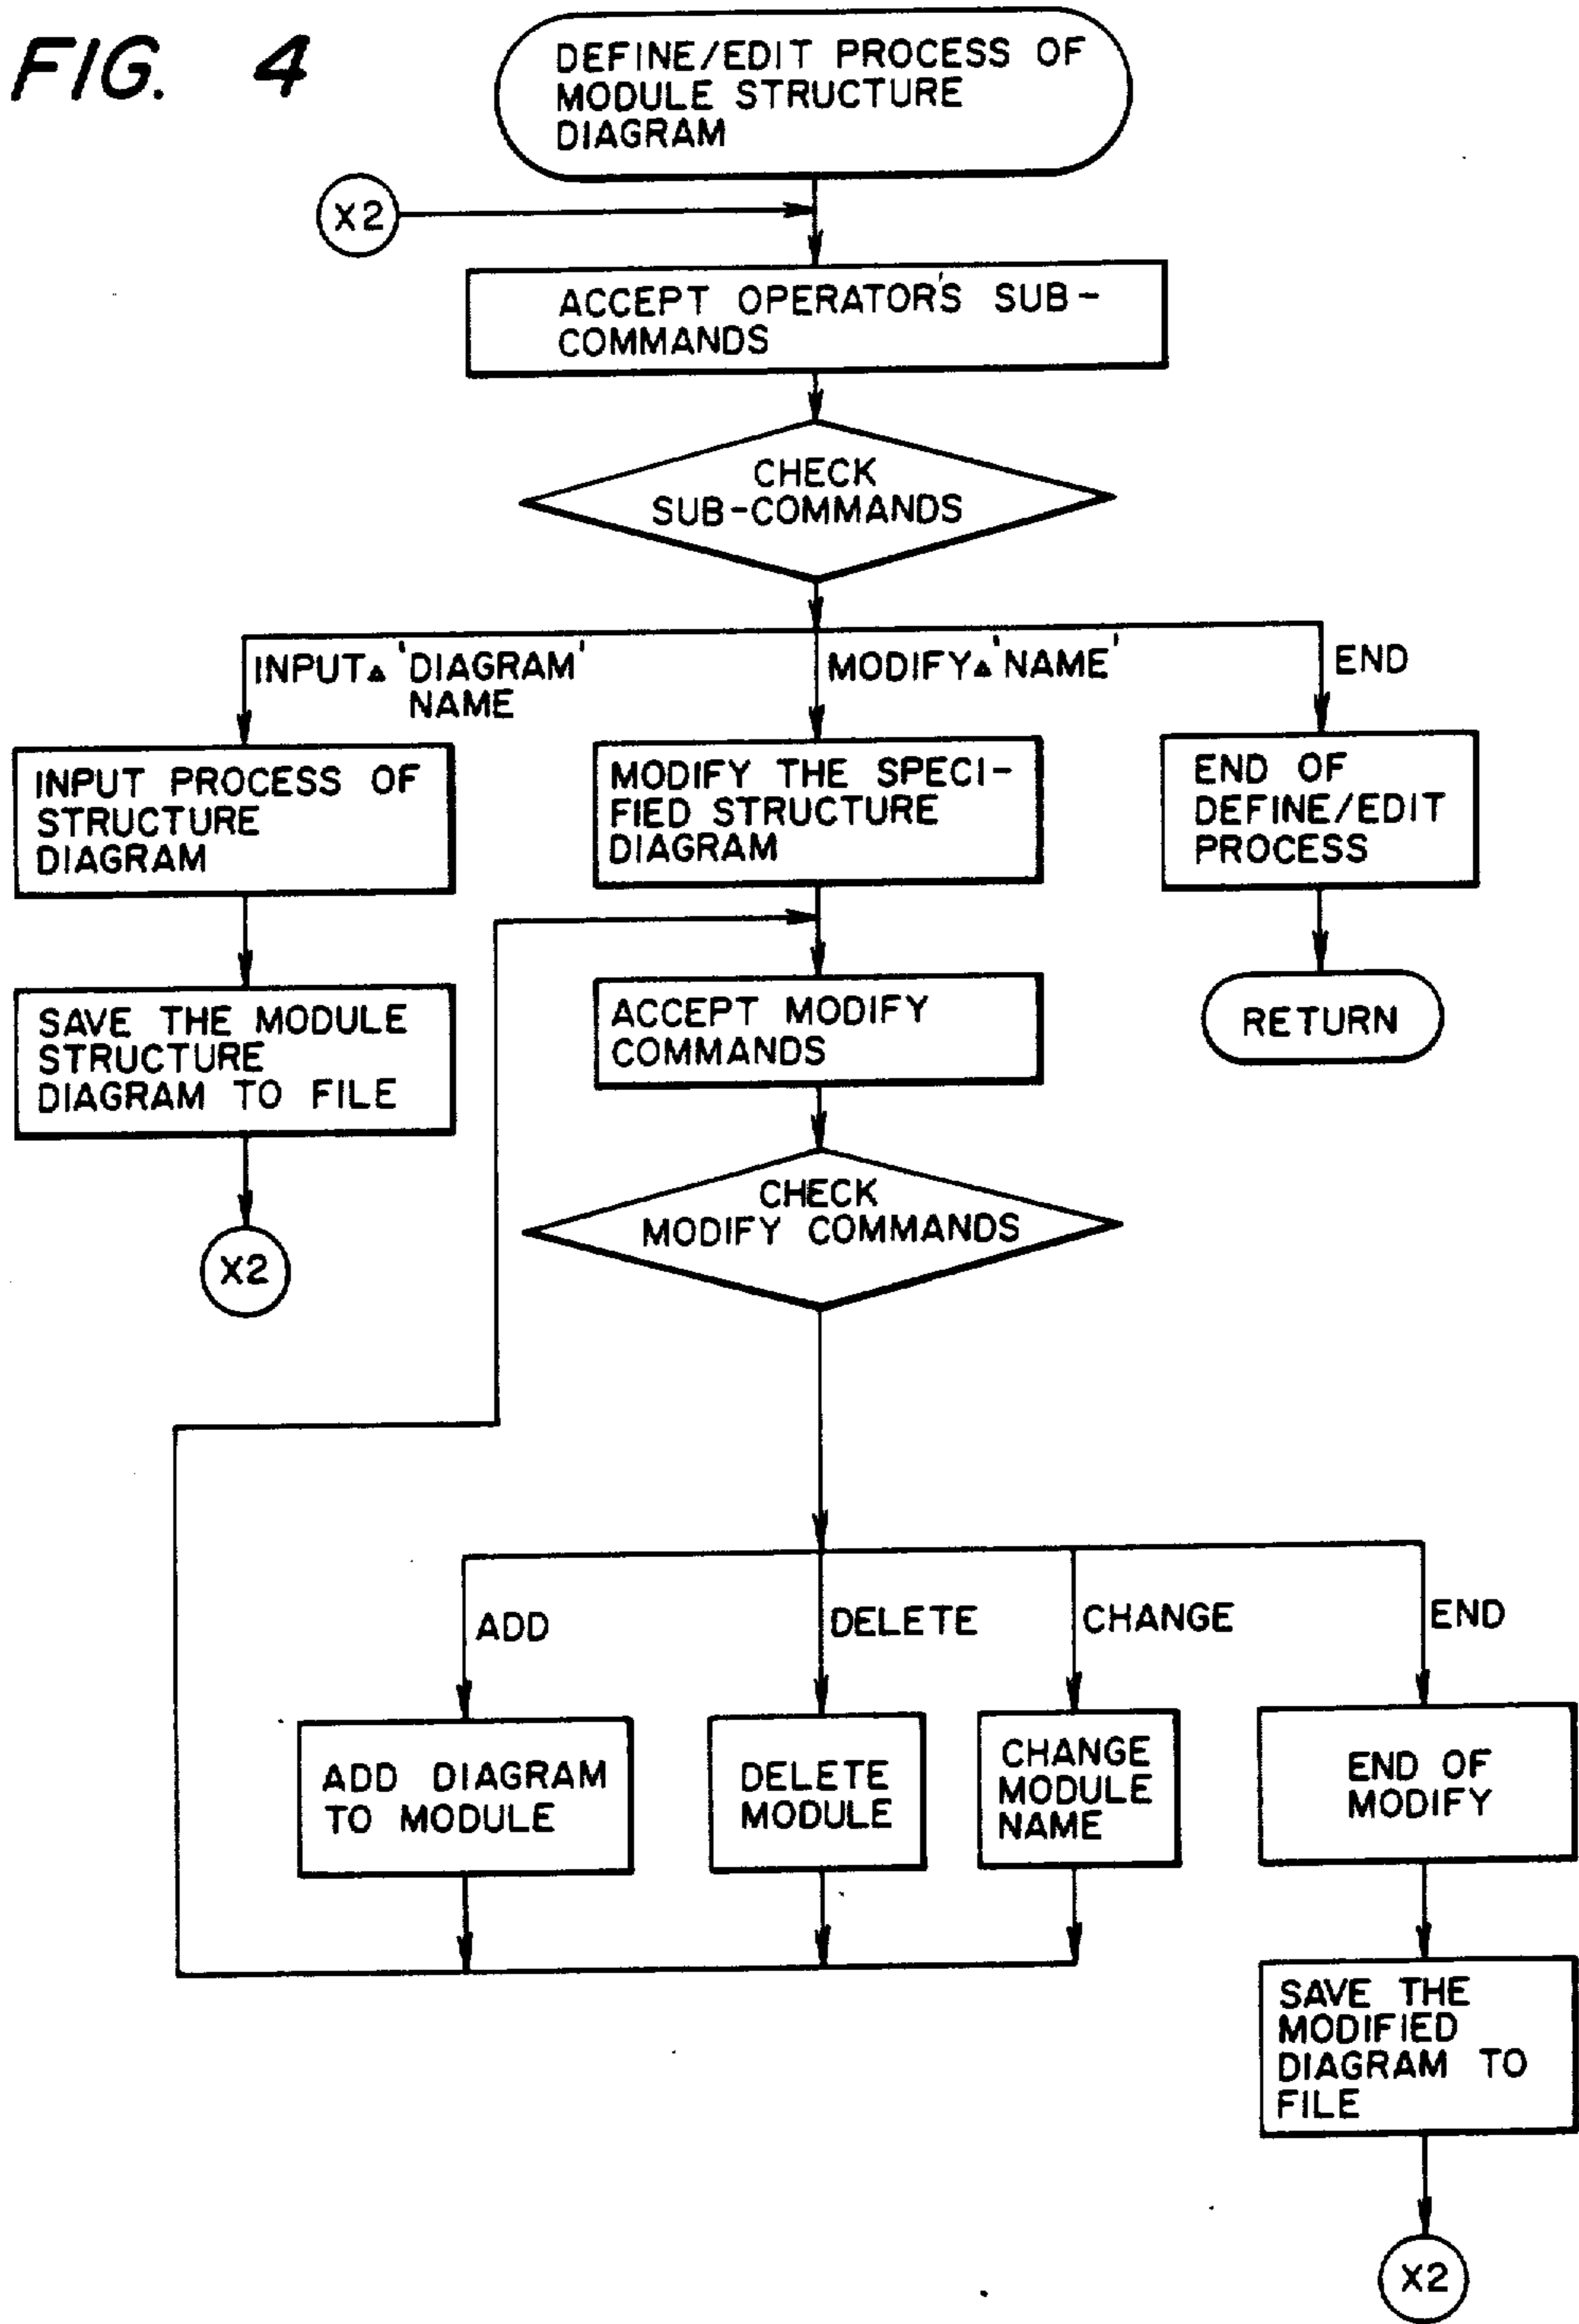 FIG. 4
DEFINE/EDIT PROCESS OF
MODULE STRUCTURE
DIAGRAM
X2
ACCEPT OPERATOR'S SUB-
COMMANDS
CHECK
SUB-COMMANDS
INPUT▵ 'DIAGRAM'
NAME
MODIFY▵'NAME'
END
INPUT PROCESS OF
STRUCTURE
DIAGRAM
MODIFY THE SPECI-
FIED STRUCTURE
DIAGRAM
END OF
DEFINE/EDIT
PROCESS
SAVE THE MODULE
STRUCTURE
DIAGRAM TO FILE
ACCEPT MODIFY
COMMANDS
RETURN
X2
CHECK
MODIFY COMMANDS
ADD
DELETE
CHANGE
END
ADD DIAGRAM
TO MODULE
DELETE
MODULE
CHANGE
MODULE
NAME
END OF
MODIFY
SAVE THE
MODIFIED
DIAGRAM TO
FILE
X2